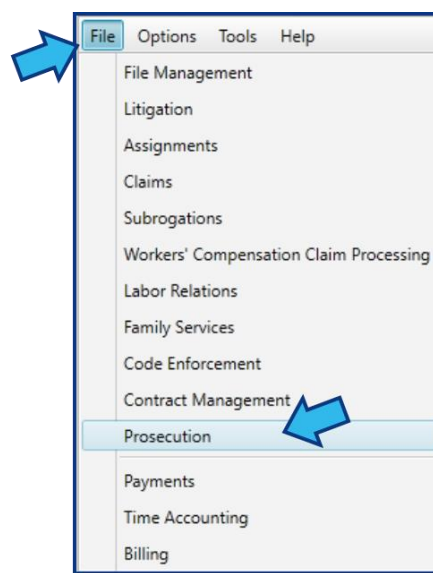 File Options Tools Help
File Management
Litigation
Assignments
Claims
Subrogations
Workers' Compensation Claim Processing
Labor Relations
Family Services
Code Enforcement
Contract Management
Prosecution
Payments
Time Accounting
Billing